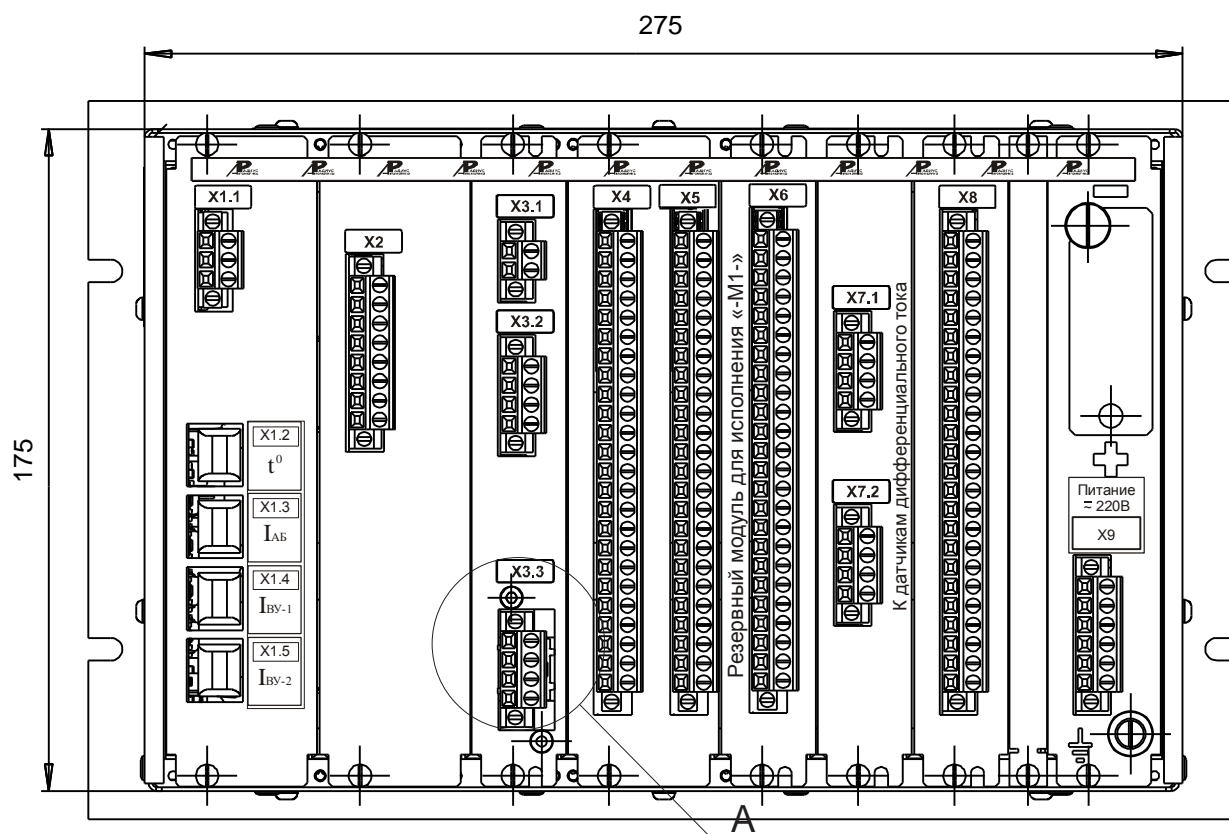 275
175
X1.1
X2
X3.1
X3.2
X3.3
X4
X5
X6
X7.1
X7.2
X8
X1.2
t⁰
X1.3
IАБ
X1.4
IВУ-1
X1.5
IВУ-2
Резервный модуль для исполнения «-М1-»
К датчикам дифференциального тока
Питание
≂ 220В
X9
А